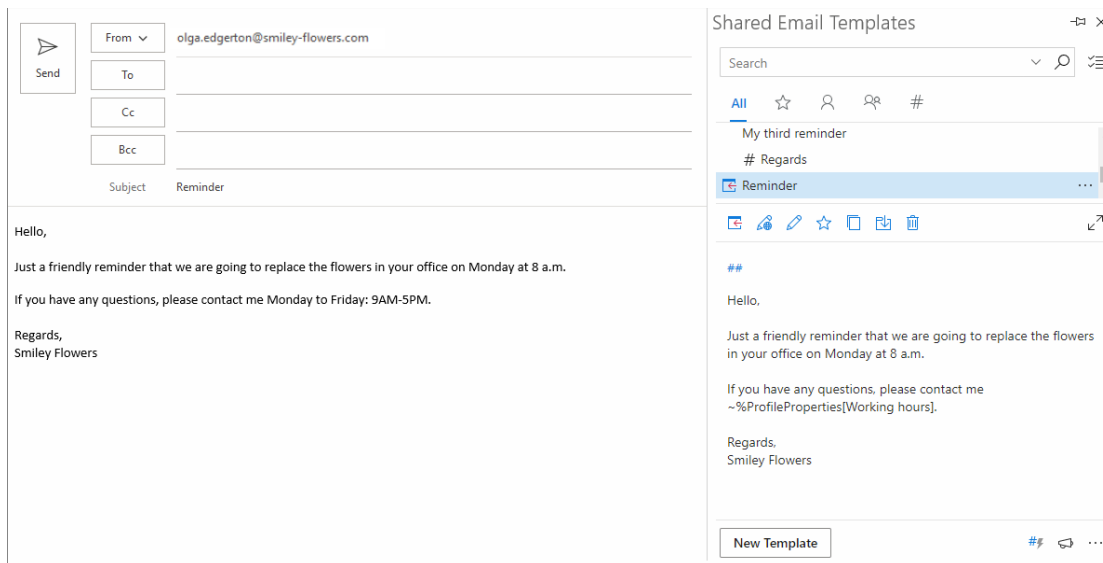 From
olga.edgerton@smiley-flowers.com
Send
To
Cc
Bcc
Subject
Reminder
Hello,
Just a friendly reminder that we are going to replace the flowers in your office on Monday at 8 a.m.
If you have any questions, please contact me Monday to Friday: 9AM-5PM.
Regards,
Smiley Flowers
Shared Email Templates
Search
All
#
My third reminder
# Regards
Reminder
##
Hello,
Just a friendly reminder that we are going to replace the flowers
in your office on Monday at 8 a.m.
If you have any questions, please contact me
~%ProfileProperties[Working hours].
Regards,
Smiley Flowers
New Template
#